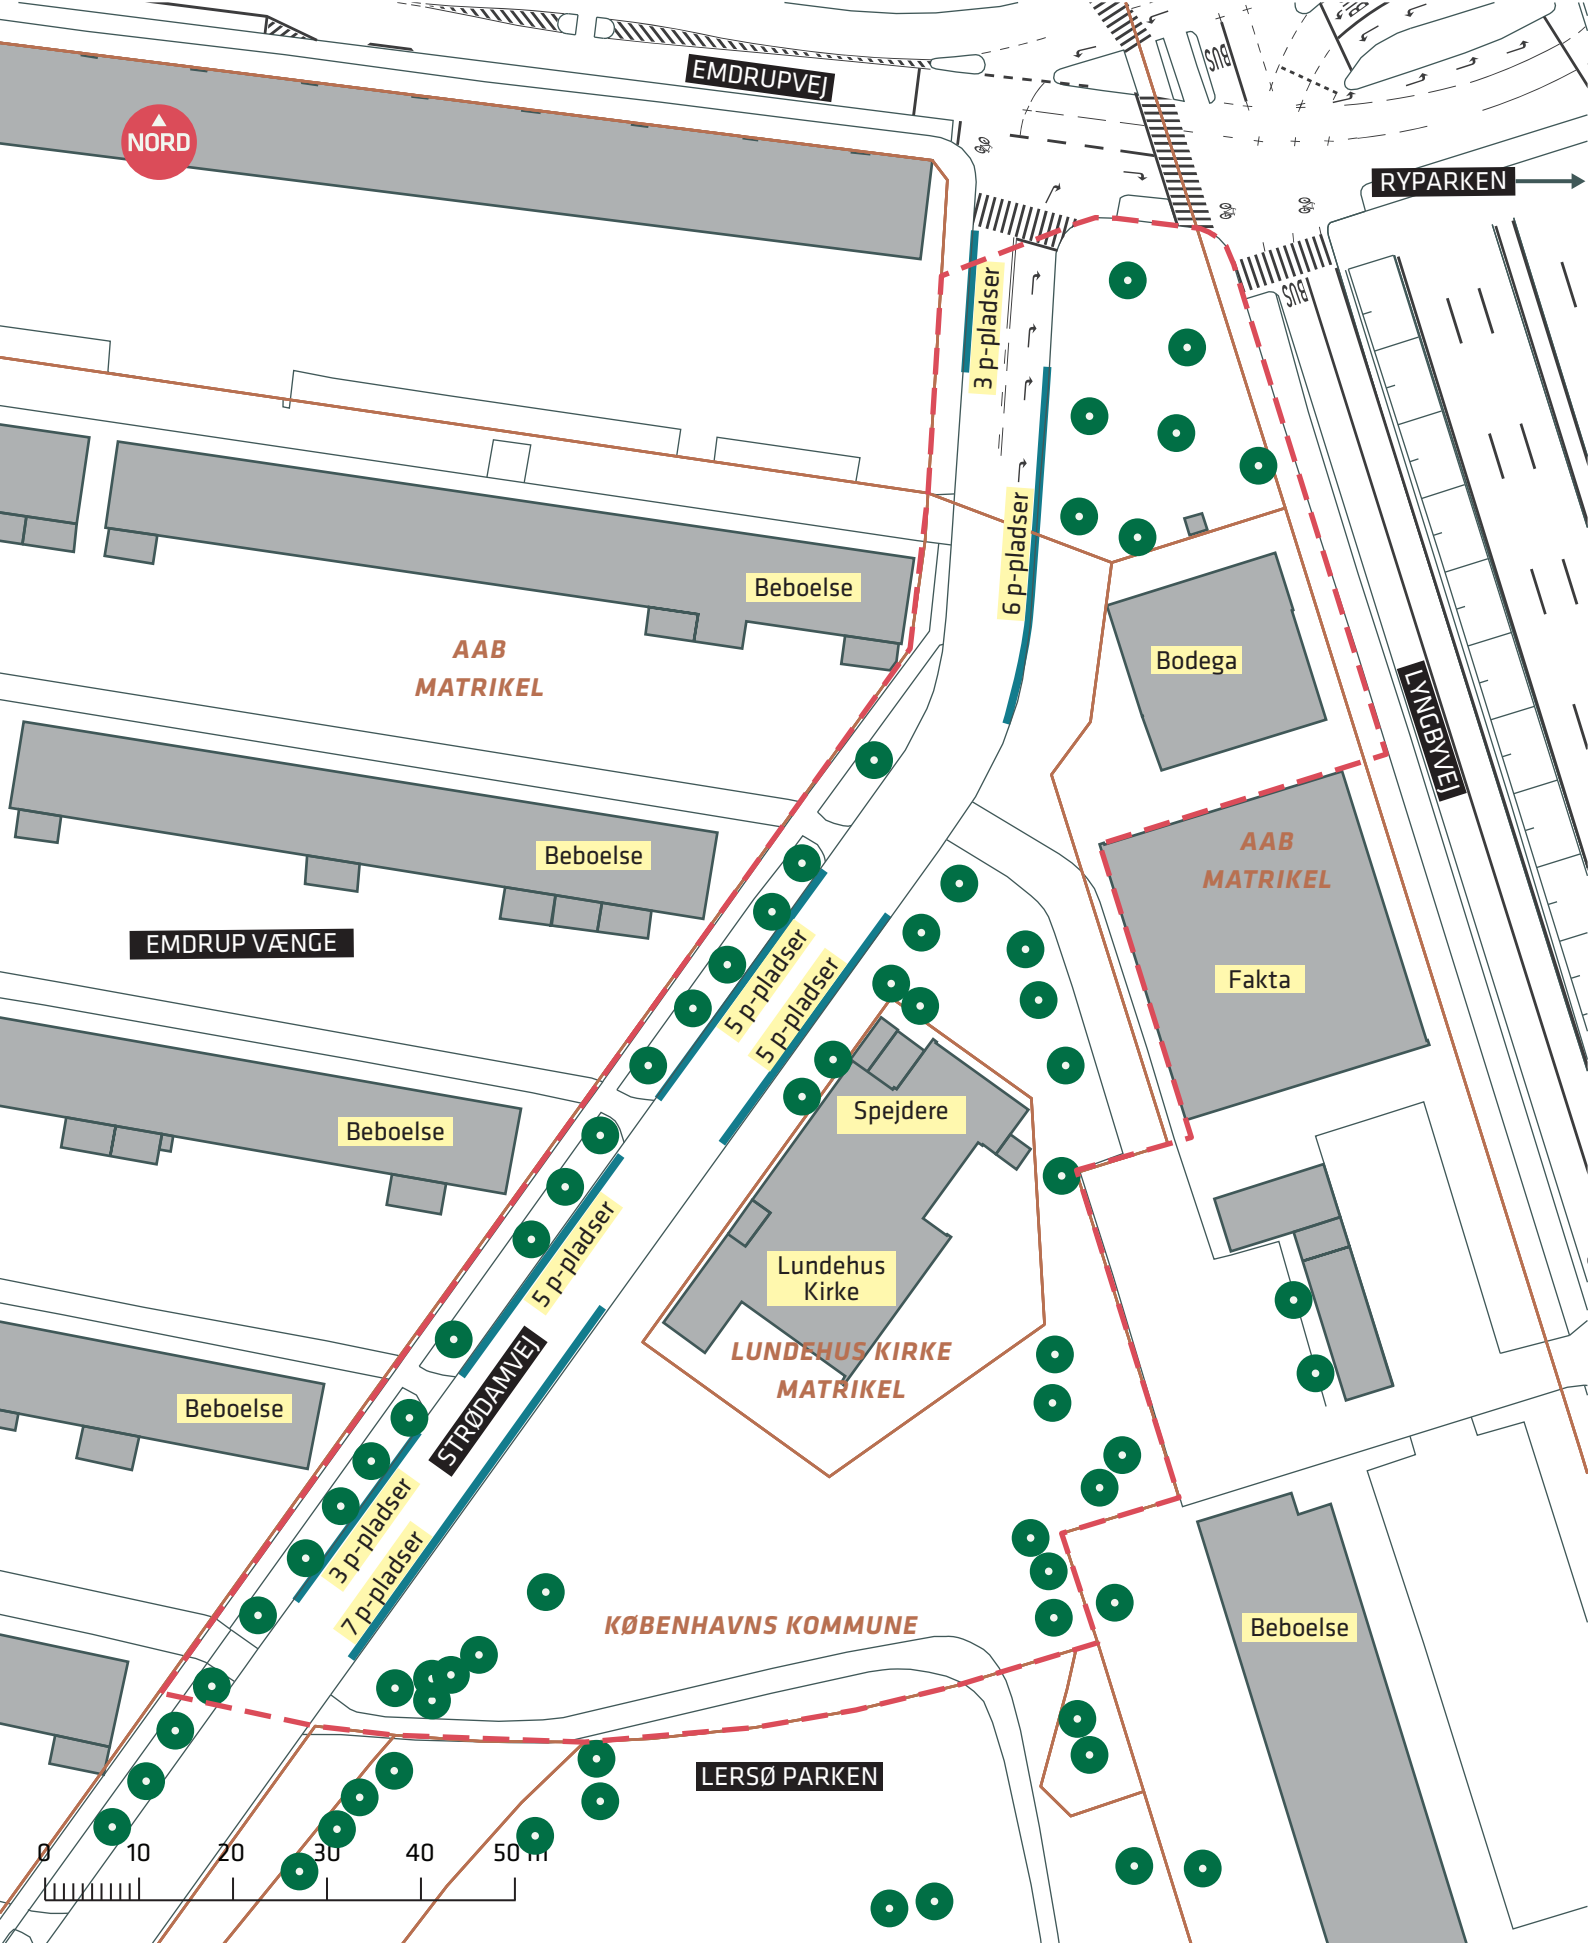 EMDRUPVEJ
BUS
NORD
RYPARKEN
BUS
3 p-pladser
6 p-pladser
Beboelse
AAB
MATRIKEL
Bodega
LYNGBYVEJ
Beboelse
AAB
MATRIKEL
EMDRUP VÆNGE
Fakta
5 p-pladser
5 p-pladser
Spejdere
Beboelse
5 p-pladser
Lundehus
Kirke
LUNDEHUS KIRKE
MATRIKEL
Beboelse
STRØDAMVEJ
3 p-pladser
7 p-pladser
KØBENHAVNS KOMMUNE
Beboelse
LERSØ PARKEN
0 10 20 30 40 50 m